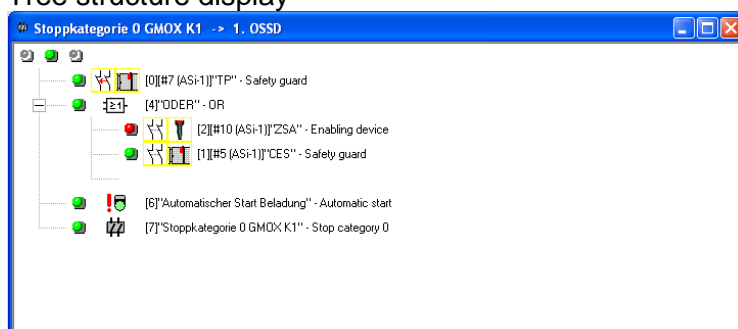 Tree structure display
Stoppkategorie 0 GMOX K1 -> 1. OSSD
[0][#7 (ASi-1)]"TP" - Safety guard
≥1
[4]"ODER" - OR
[2][#10 (ASi-1)]"ZSA" - Enabling device
[1][#5 (ASi-1)]"CES" - Safety guard
[6]"Automatischer Start Beladung" - Automatic start
[7]"Stoppkategorie 0 GMOX K1" - Stop category 0